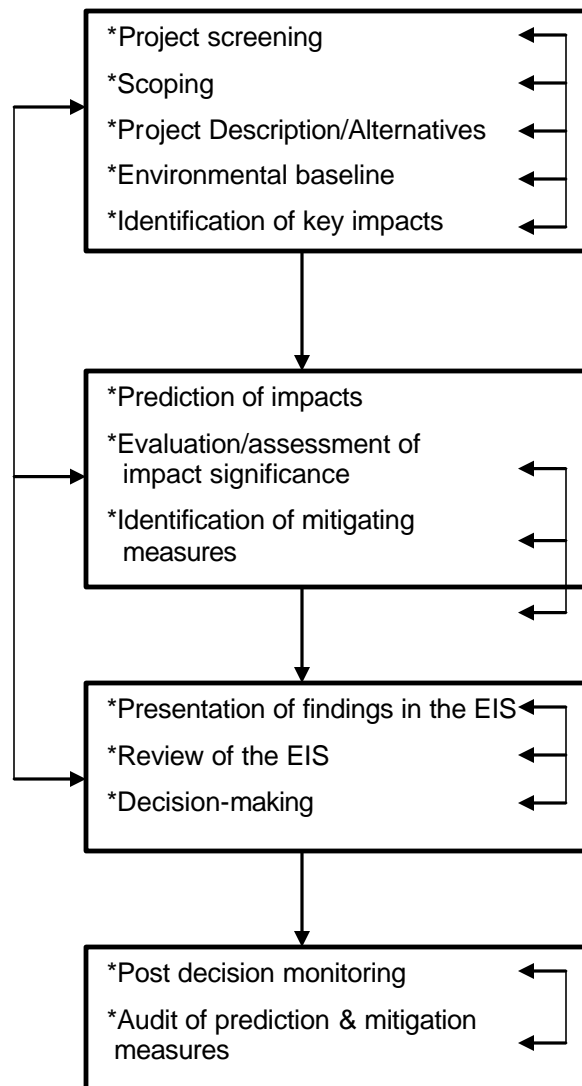 *Project screening
*Scoping
*Project Description/Alternatives
*Environmental baseline
*Identification of key impacts
*Prediction of impacts
*Evaluation/assessment of
impact significance
*Identification of mitigating
measures
*Presentation of findings in the EIS
*Review of the EIS
*Decision-making
*Post decision monitoring
*Audit of prediction & mitigation
measures